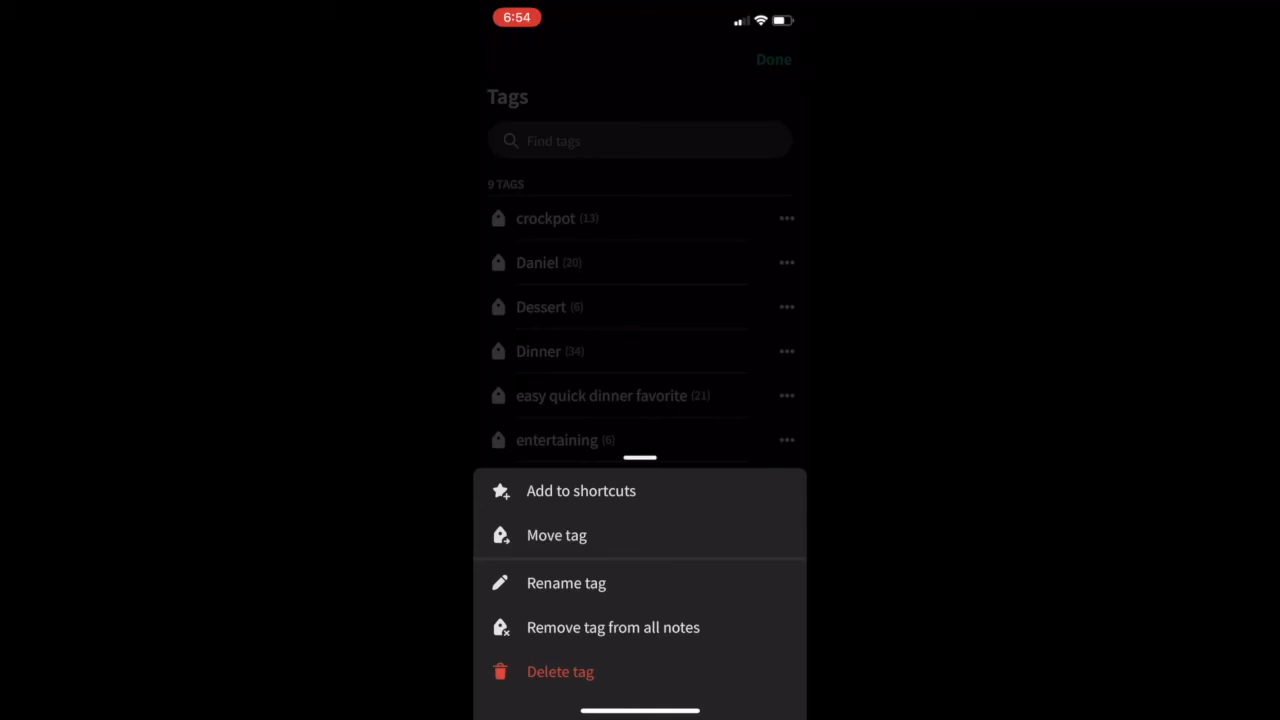 6:54
Done
Tags
Find tags
9 TAGS
crockpot (13)
Daniel (20)
Dessert (6)
Dinner (34)
easy quick dinner favorite (21)
entertaining (6)
Add to shortcuts
Move tag
Rename tag
Remove tag from all notes
Delete tag